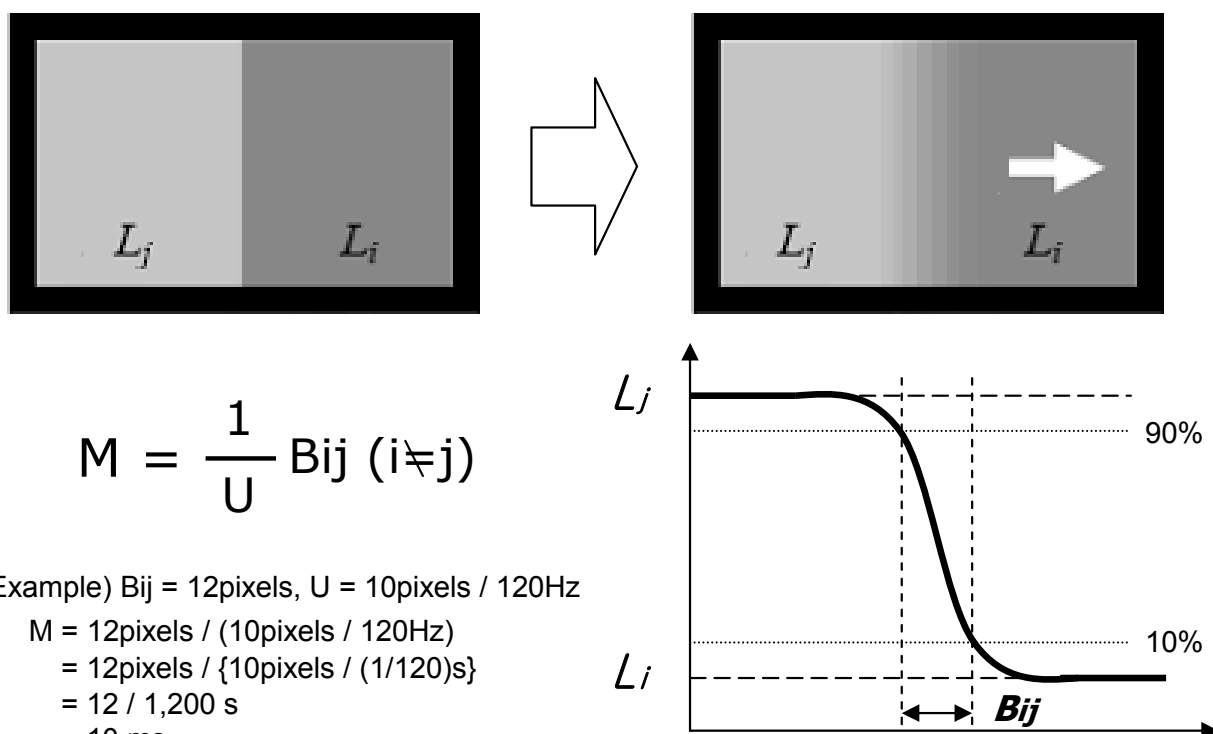 Lj Li
Lj Li
M = 1/U Bij (i≒j)
Example) Bij = 12pixels, U = 10pixels / 120Hz
M = 12pixels / (10pixels / 120Hz)
= 12pixels / {10pixels / (1/120)s}
= 12 / 1,200 s
Lj
90%
10%
Li
Bij